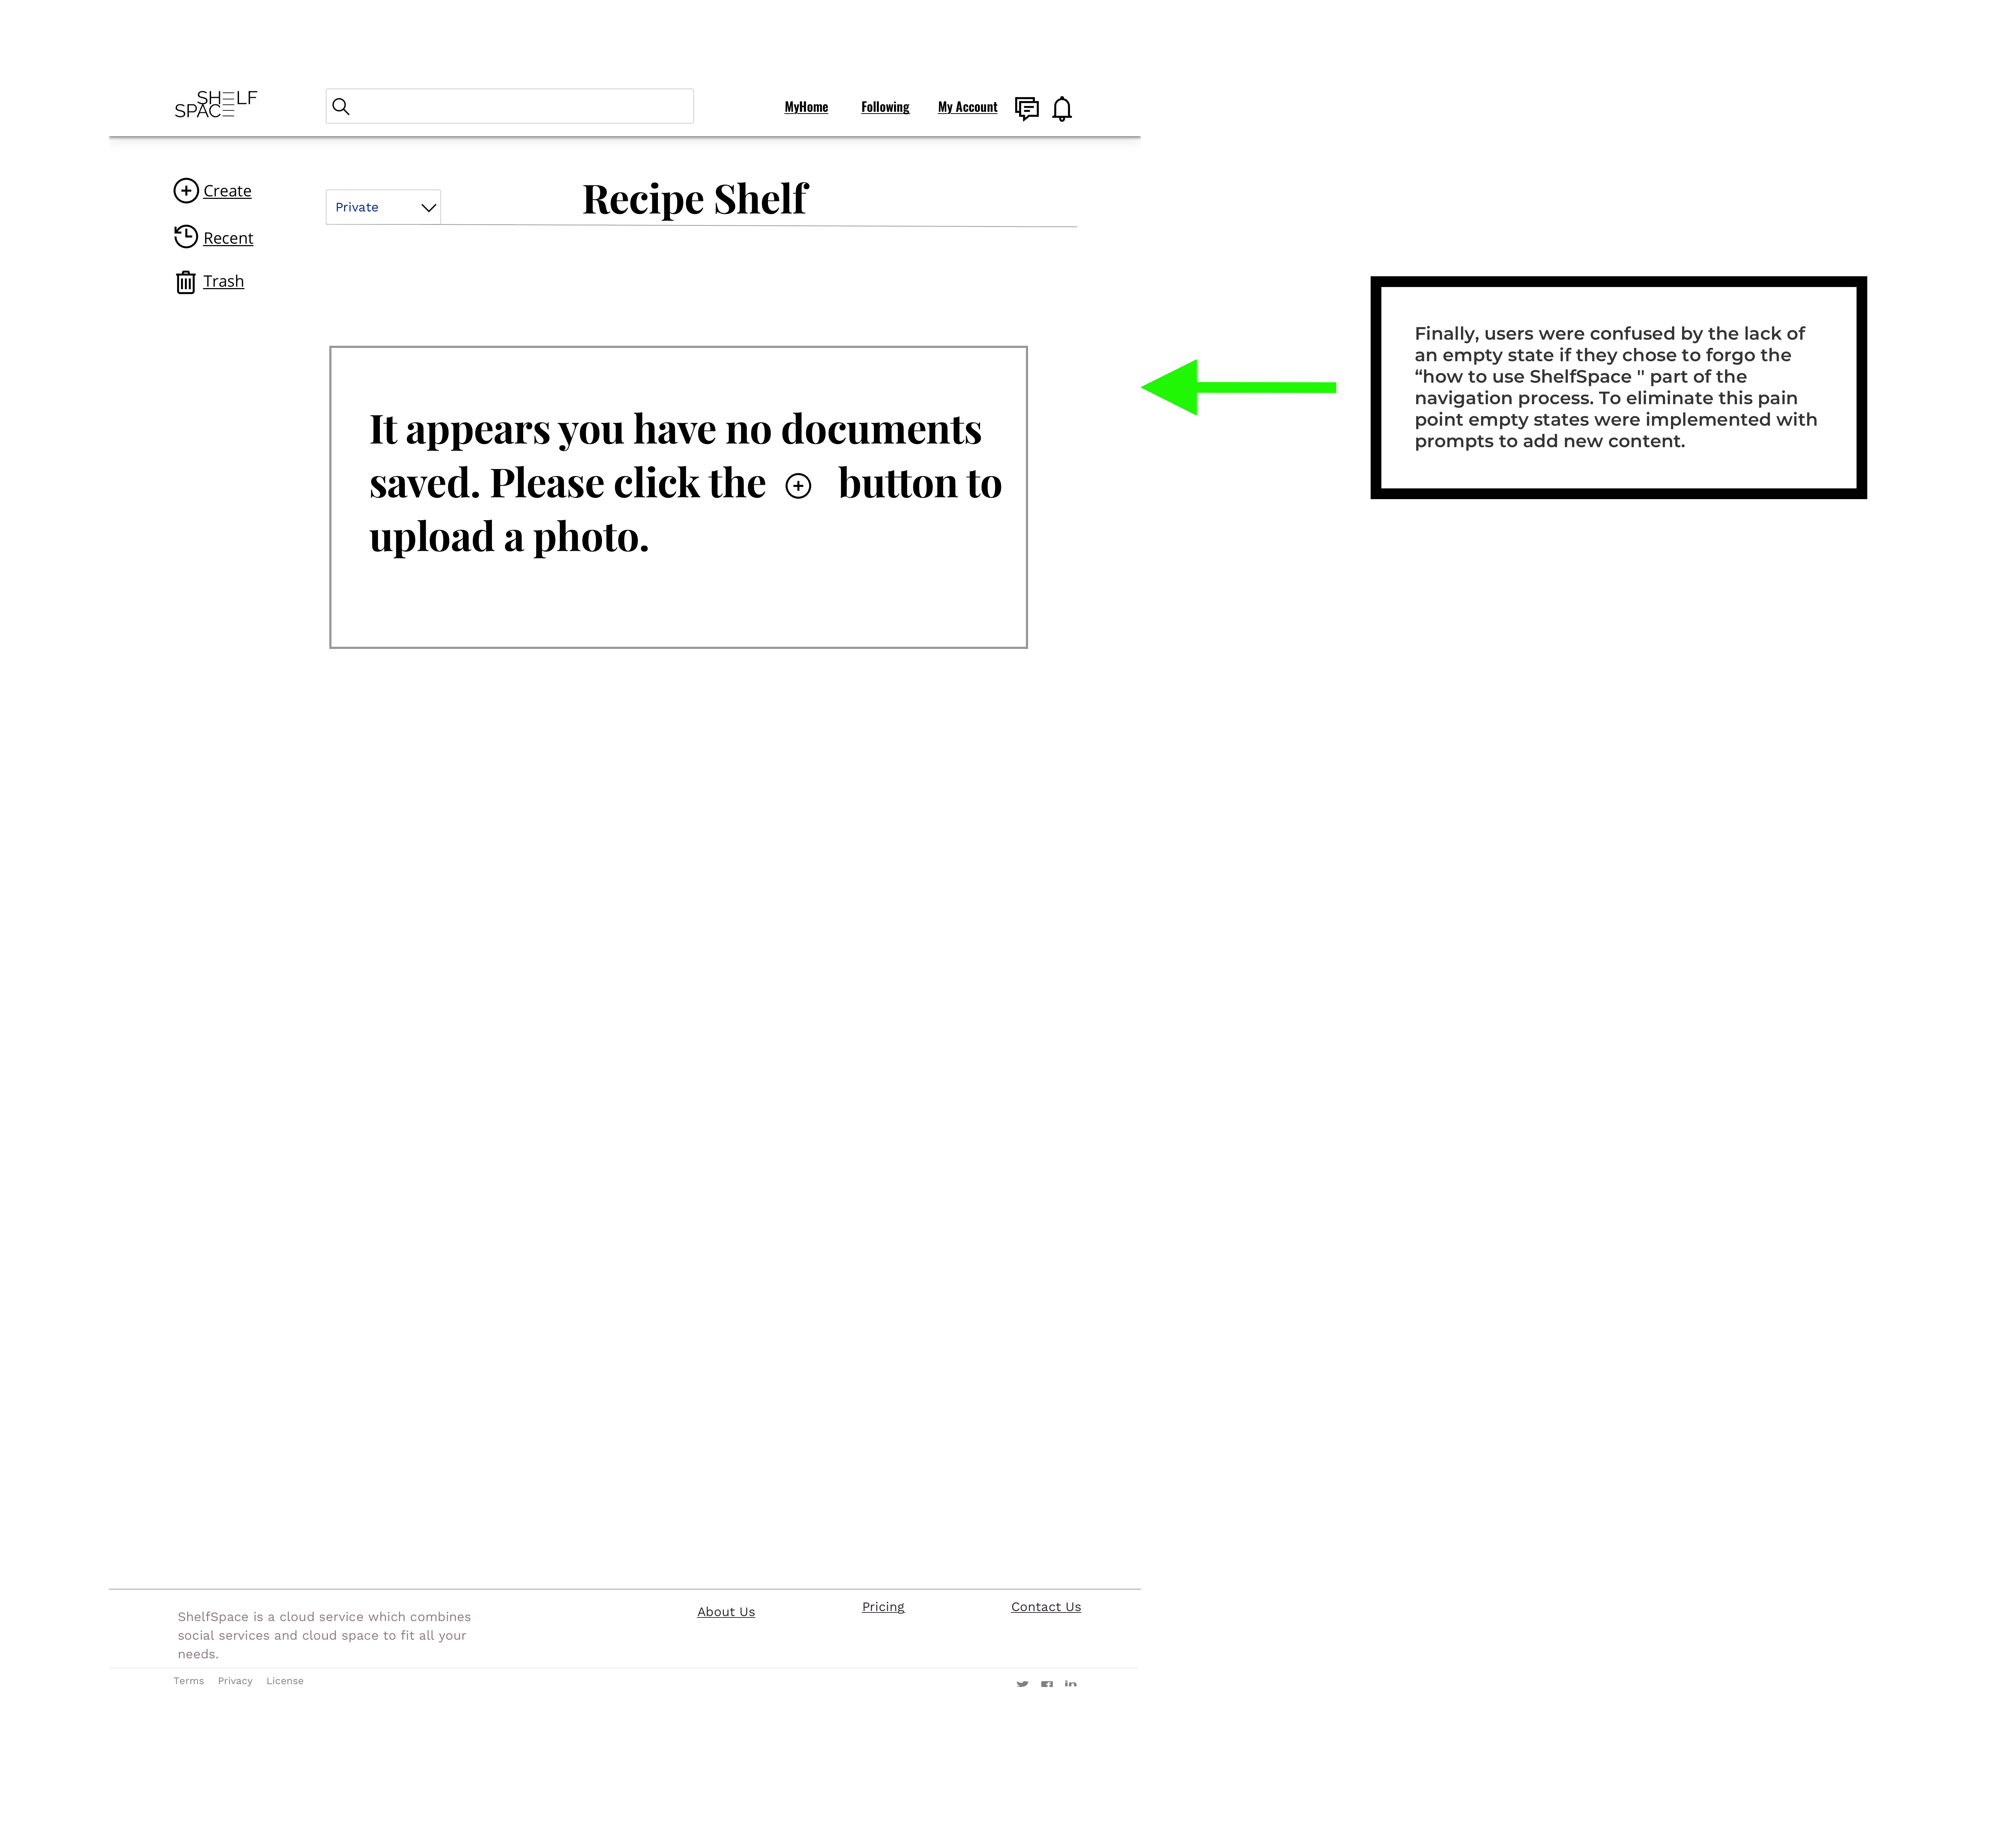 SHELF
SPACE
MyHome Following My Account
Create
Recent
Trash
Private
Recipe Shelf
It appears you have no documents
saved. Please click the button to
upload a photo.
Finally, users were confused by the lack of
an empty state if they chose to forgo the
“how to use ShelfSpace " part of the
navigation process. To eliminate this pain
point empty states were implemented with
prompts to add new content.
ShelfSpace is a cloud service which combines
social services and cloud space to fit all your
needs.
About Us Pricing Contact Us
Terms Privacy License